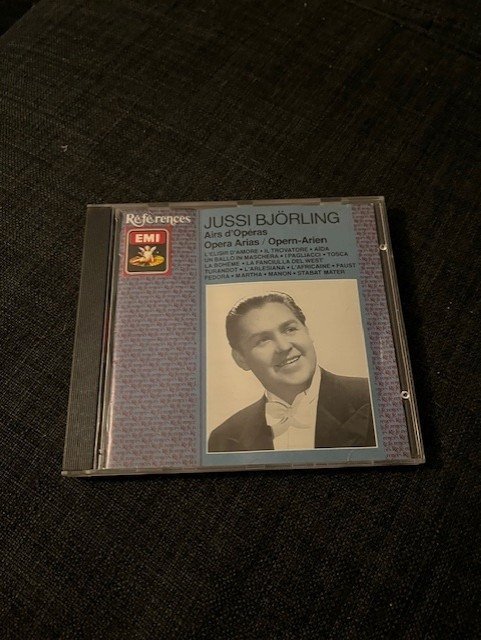 Références
EMI
JUSSI BJÖRLING
Airs d'Opéras
Opera Arias / Opern-Arien
L'ELISIR D'AMORE • IL TROVATORE • AIDA
UN BALLO IN MASCHERA • I PAGLIACCI • TOSCA
LA BOHEME • LA FANCIULLA DEL WEST
TURANDOT • L'ARLESIANA • L'AFRICAINE • FAUST
FEDORA • MARTHA • MANON • STABAT MATER